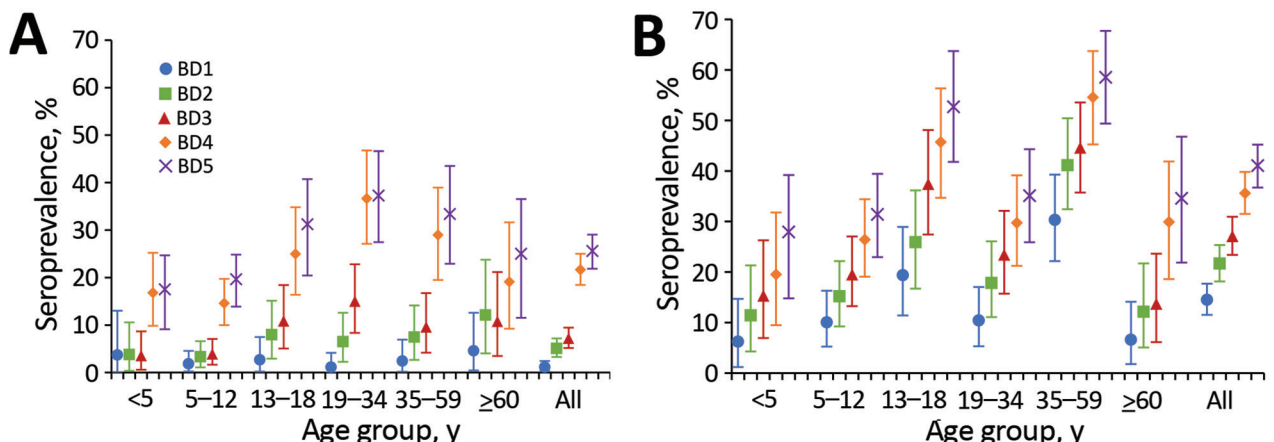 A
Seroprevalence, %
70
60
50
40
30
20
10
0
BD1
BD2
BD3
BD4
BD5
<5 5–12 13–18 19–34 35–59 ≥60 All
Age group, y
B
Seroprevalence, %
70
60
50
40
30
20
10
0
<5 5–12 13–18 19–34 35–59 ≥60 All
Age group, y